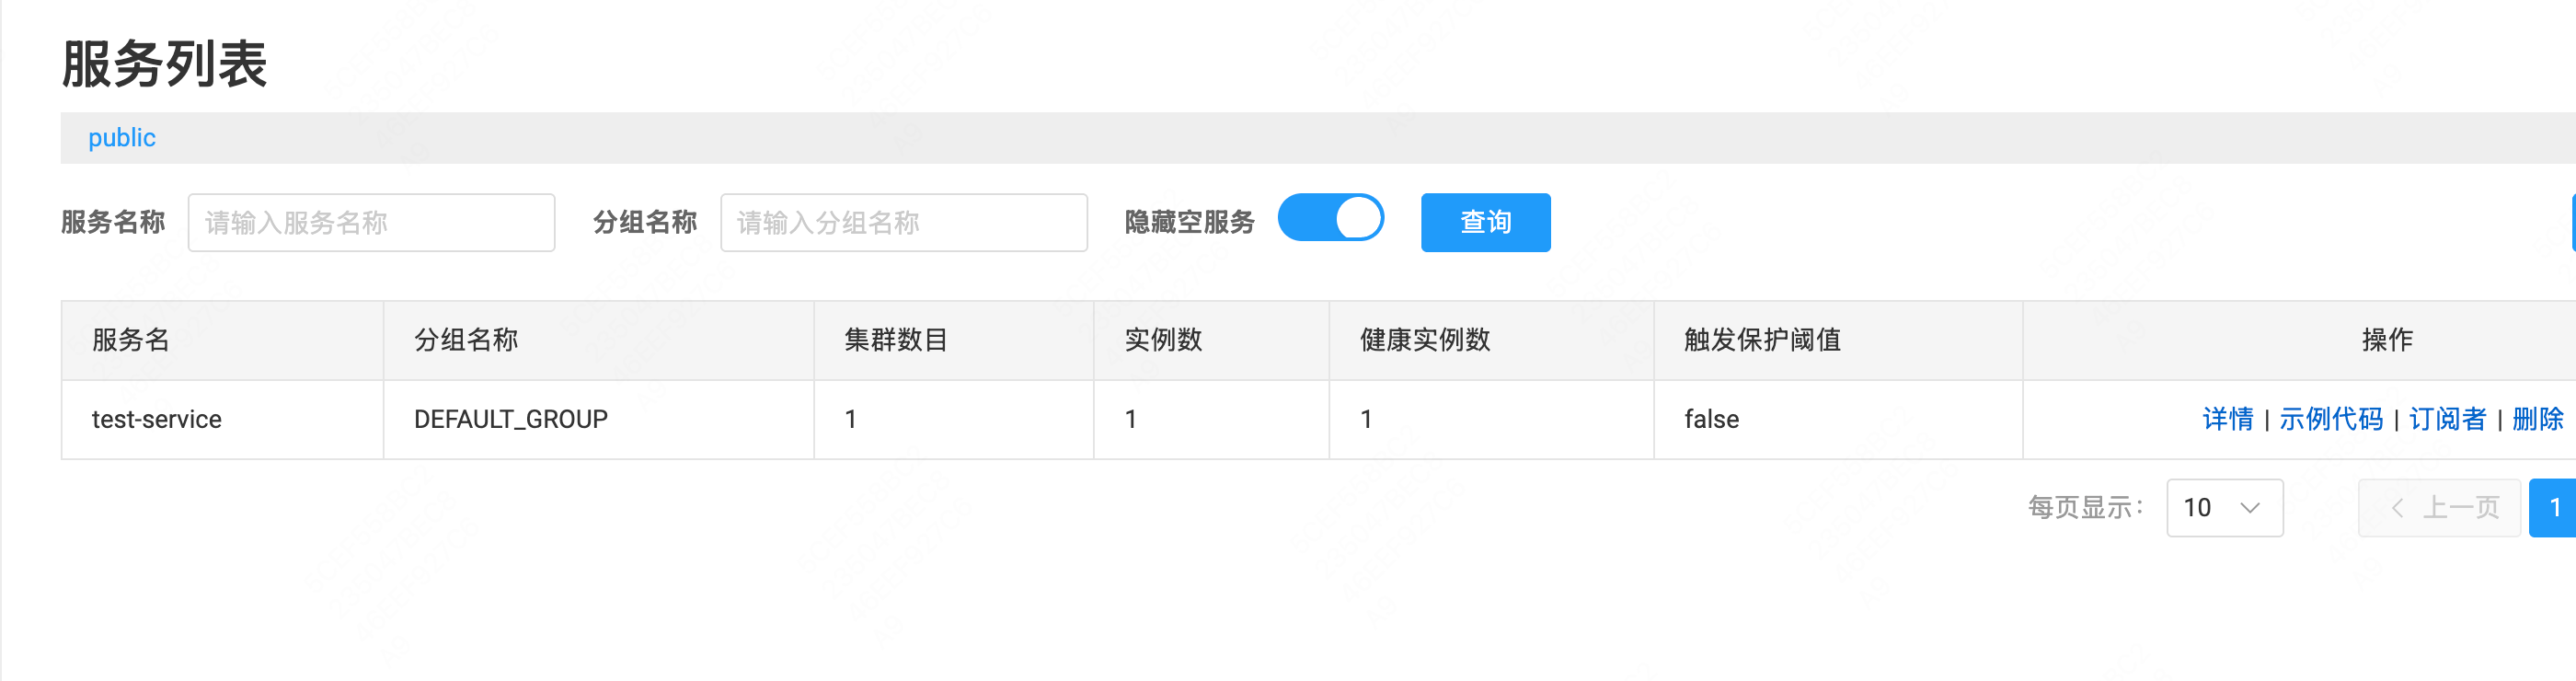 服务列表
public
服务名称 请输入服务名称 分组名称 请输入分组名称 隐藏空服务 查询
服务名 分组名称 集群数目 实例数 健康实例数 触发保护阈值 操作
test-service DEFAULT_GROUP 1 1 1 false 详情 | 示例代码 | 订阅者 | 删除
每页显示： 10 上一页 1